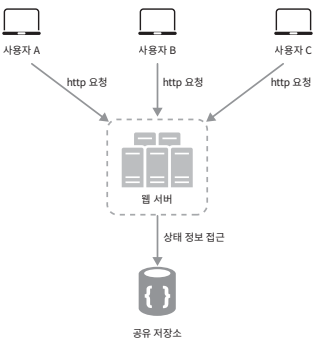 사용자 A
사용자 B
사용자 C
http 요청
http 요청
http 요청
웹 서버
상태 정보 접근
{ }
공유 저장소